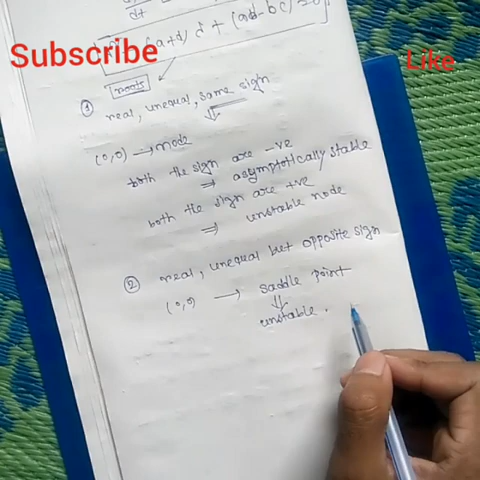 dt
Subscribe
(a+d) λ + (ad-bc) = 0
Like
roots
① real, unequal, same sign
⇓
(0,0) → node
both the sign are -ve
⇒ asymptotically stable
both the sign are +ve
⇒ unstable node
② real, unequal but opposite sign
(0,0) → saddle point
⇓
unstable.